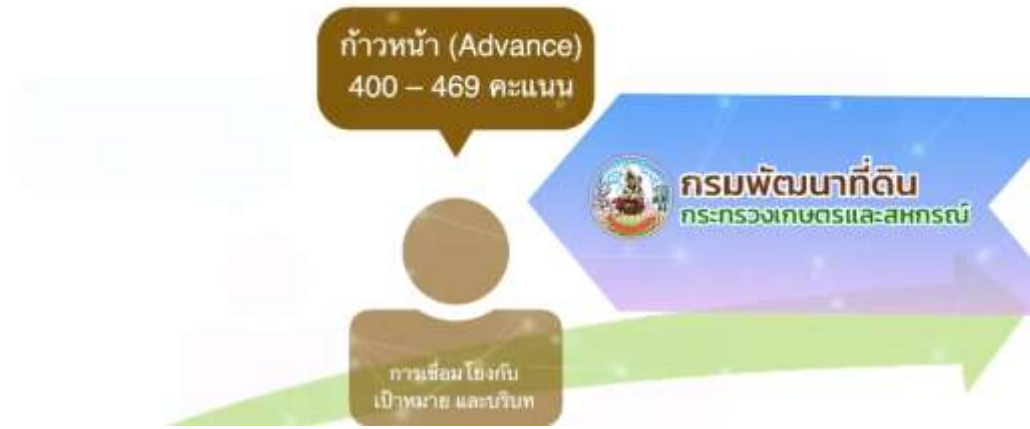 ก้าวหน้า (Advance)
400 – 469 คะแนน
กรมพัฒนาที่ดิน
กระทรวงเกษตรและสหกรณ์
การเชื่อมโยงกับ
เป้าหมาย และบริบท